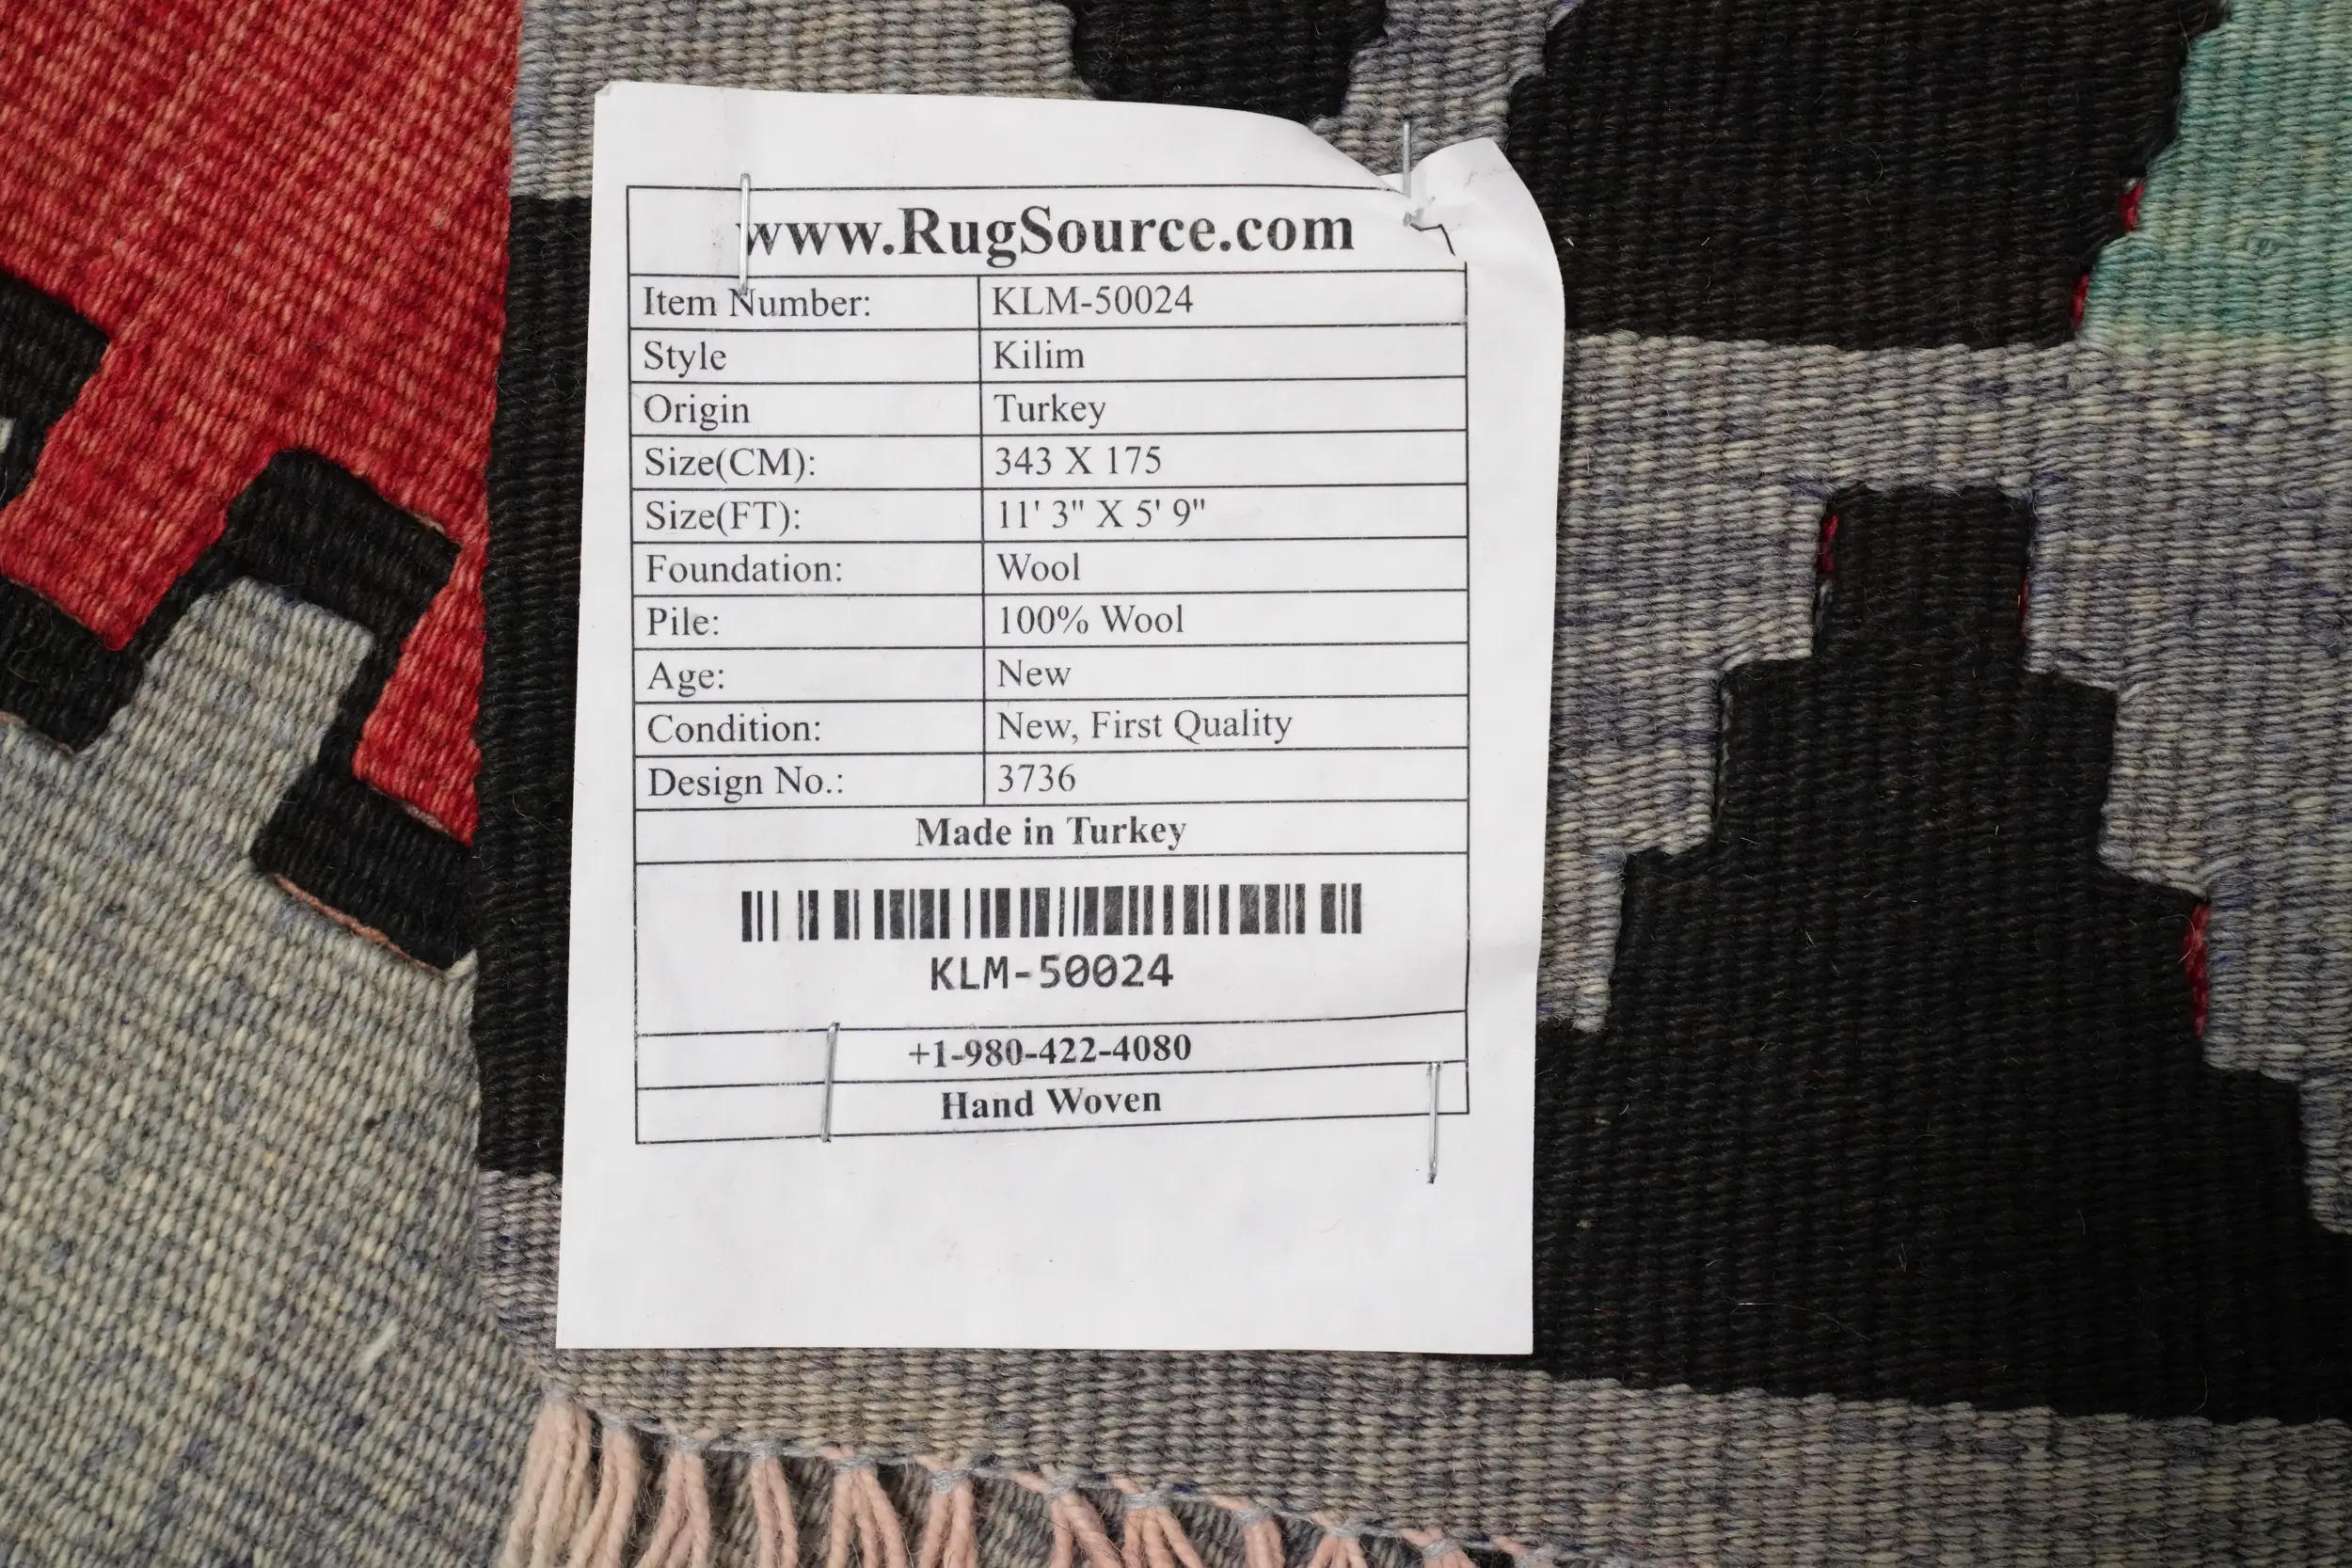 www.RugSource.com
Item Number: KLM-50024
Style Kilim
Origin Turkey
Size(CM): 343 X 175
Size(FT): 11' 3" X 5' 9"
Foundation: Wool
Pile: 100% Wool
Age: New
Condition: New, First Quality
Design No.: 3736
Made in Turkey
KLM-50024
+1-980-422-4080
Hand Woven